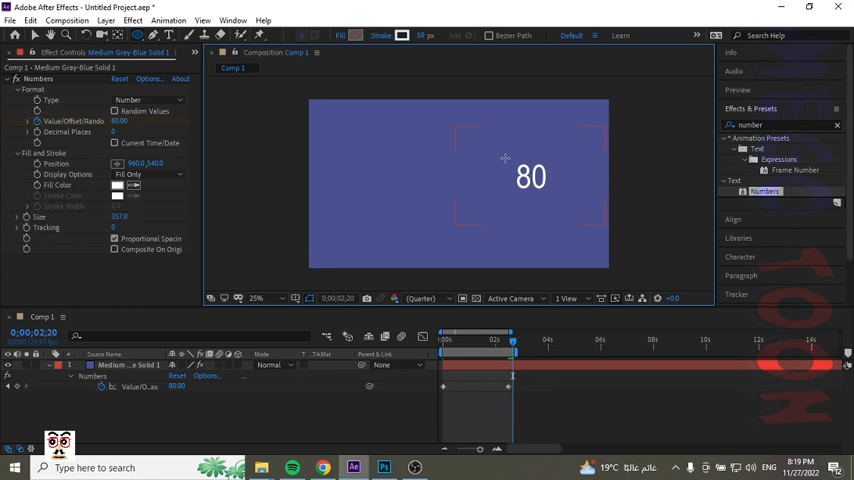 Adobe After Effects - Untitled Project.aep *
File Edit Composition Layer Effect Animation View Window Help
Fill: Stroke: 50 px Bezier Path Default Learn Search Help
Effect Controls Medium Gray-Blue Solid 1
Composition Comp 1
Info
Comp 1 • Medium Gray-Blue Solid 1
Comp 1
Numbers Reset Options... About
Audio
Format
Type Number
Preview
Random Values
Effects & Presets
Value/Offset/Rando 80.00
number
Decimal Places 0
* Animation Presets
Current Time/Date
Text
Fill and Stroke
Expressions
Position 960.0,540.0
Frame Number
Display Options Fill Only
Text
Fill Color
Numbers
Stroke Color
Stroke Width
80
Size 357.0
Align
Tracking 0
Libraries
Proportional Spacin
Character
Composite On Origi
Paragraph
Tracker
25% 0;00;02;20 (Quarter) Active Camera 1 View +0.0
TOON
Comp 1
0;00;02;20
:00s 02s 04s 06s 08s 10s 12s 14s
# Source Name Mode T TrkMat Parent & Link
1 Medium ...e Solid 1 Normal None
Numbers Reset Options...
Value/O...ax 80.00
Type here to search
19°C غائم غالبًا
ENG
8:19 PM
11/27/2022
12